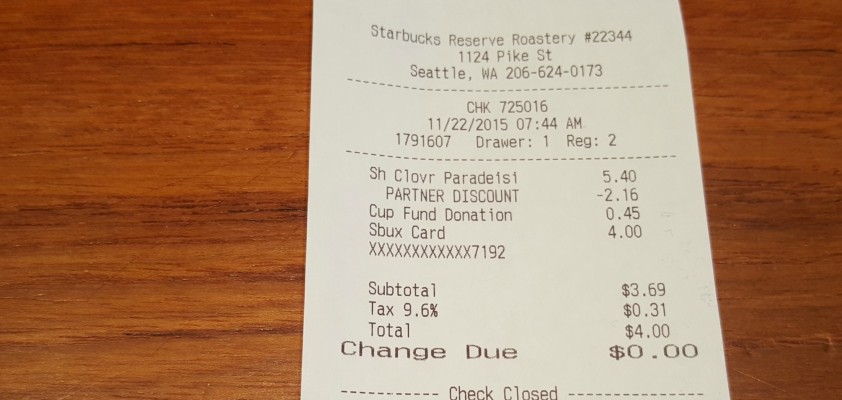 Starbucks Reserve Roastery #22344
1124 Pike St
Seattle, WA 206-624-0173
--------------------------------
CHK 725016
11/22/2015 07:44 AM
1791607 Drawer: 1 Reg: 2
--------------------------------
Sh Clovr Paradeisi 5.40
PARTNER DISCOUNT -2.16
Cup Fund Donation 0.45
Sbux Card 4.00
XXXXXXXXXXXX7192
Subtotal $3.69
Tax 9.6% $0.31
Total $4.00
Change Due $0.00
----------- Check Closed ---------------